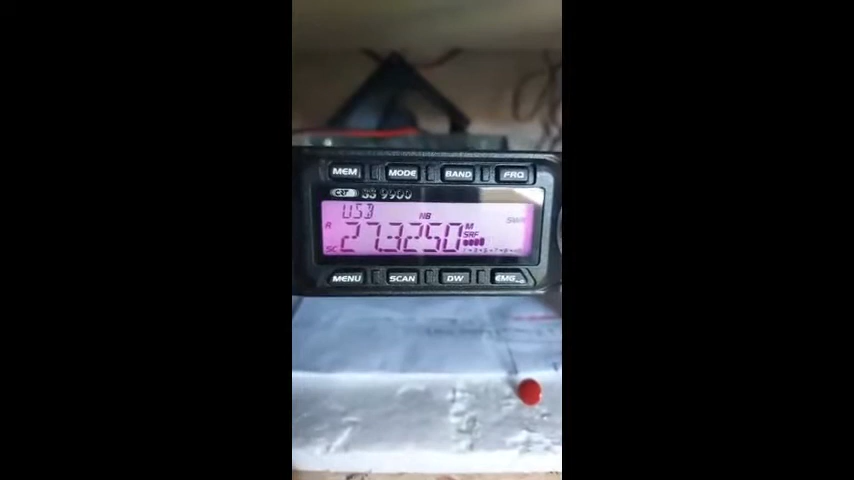 MEM MODE BAND FRQ
CRT SS 9900
USB NB SWR
R 27.3250 M SRF
SC
MENU SCAN DW EMG